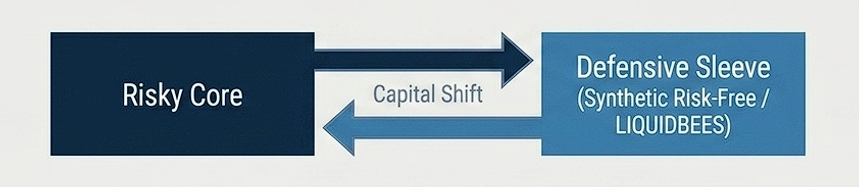 Risky Core
Capital Shift
Defensive Sleeve
(Synthetic Risk-Free /
LIQUIDBEES)